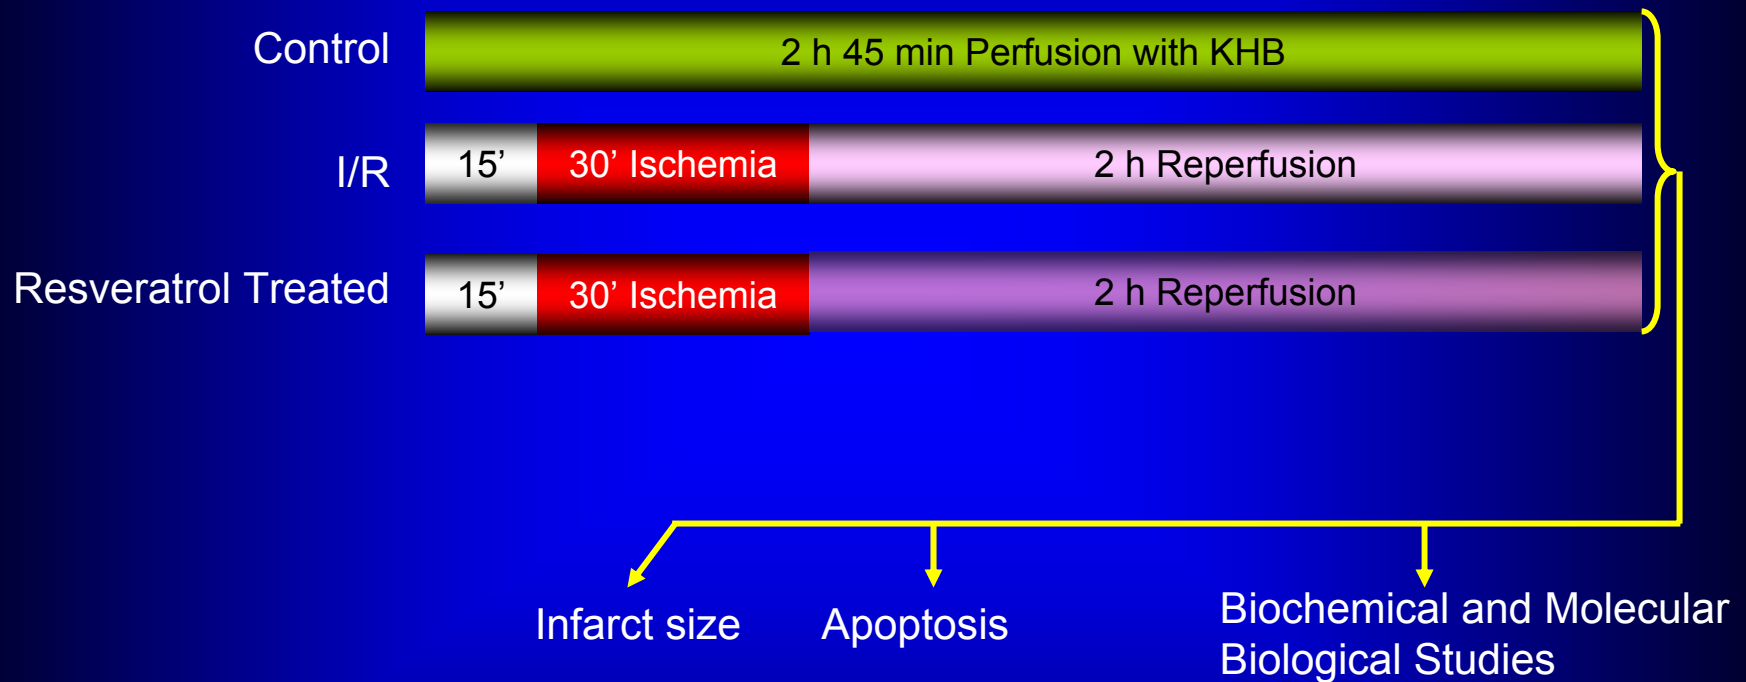 Control
2 h 45 min Perfusion with KHB
I/R
15’
30’ Ischemia
2 h Reperfusion
Resveratrol Treated
15’
30’ Ischemia
2 h Reperfusion
Infarct size
Apoptosis
Biochemical and Molecular
Biological Studies